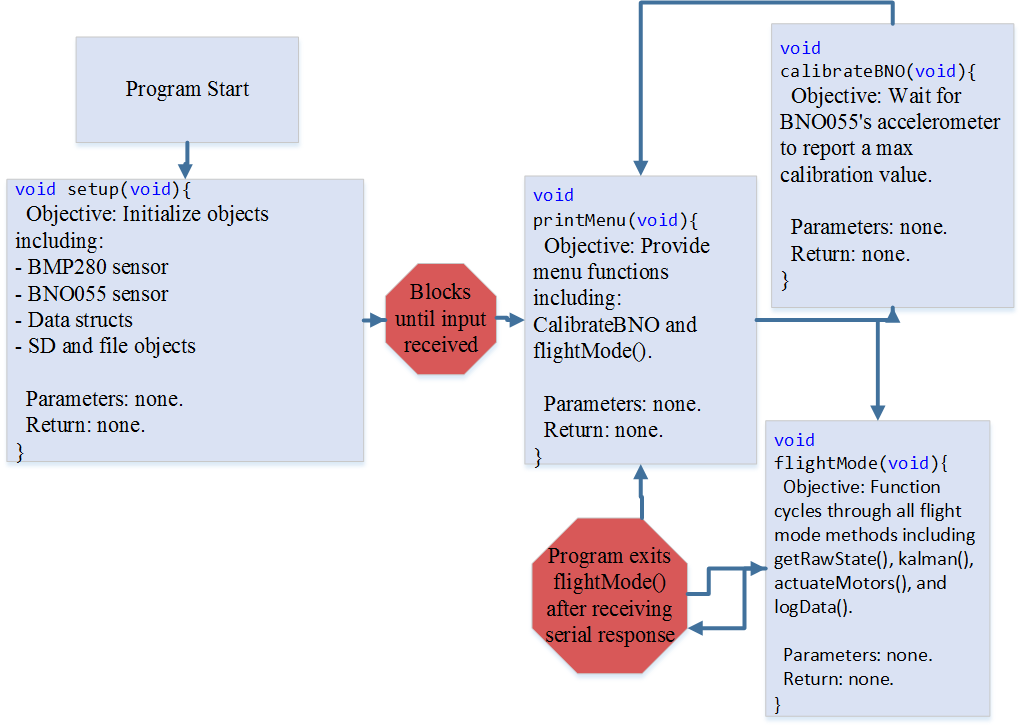 Program Start
void setup(void){
Objective: Initialize objects
including:
- BMP280 sensor
- BNO055 sensor
- Data structs
- SD and file objects
Parameters: none.
Return: none.
}
Blocks
until input
received
void
printMenu(void){
Objective: Provide
menu functions
including:
CalibrateBNO and
flightMode().
Parameters: none.
Return: none.
}
void
calibrateBNO(void){
Objective: Wait for
BNO055's accelerometer
to report a max
calibration value.
Parameters: none.
Return: none.
}
void
flightMode(void){
Objective: Function
cycles through all flight
mode methods including
getRawState(), kalman(),
actuateMotors(), and
logData().
Parameters: none.
Return: none.
}
Program exits
flightMode()
after receiving
serial response